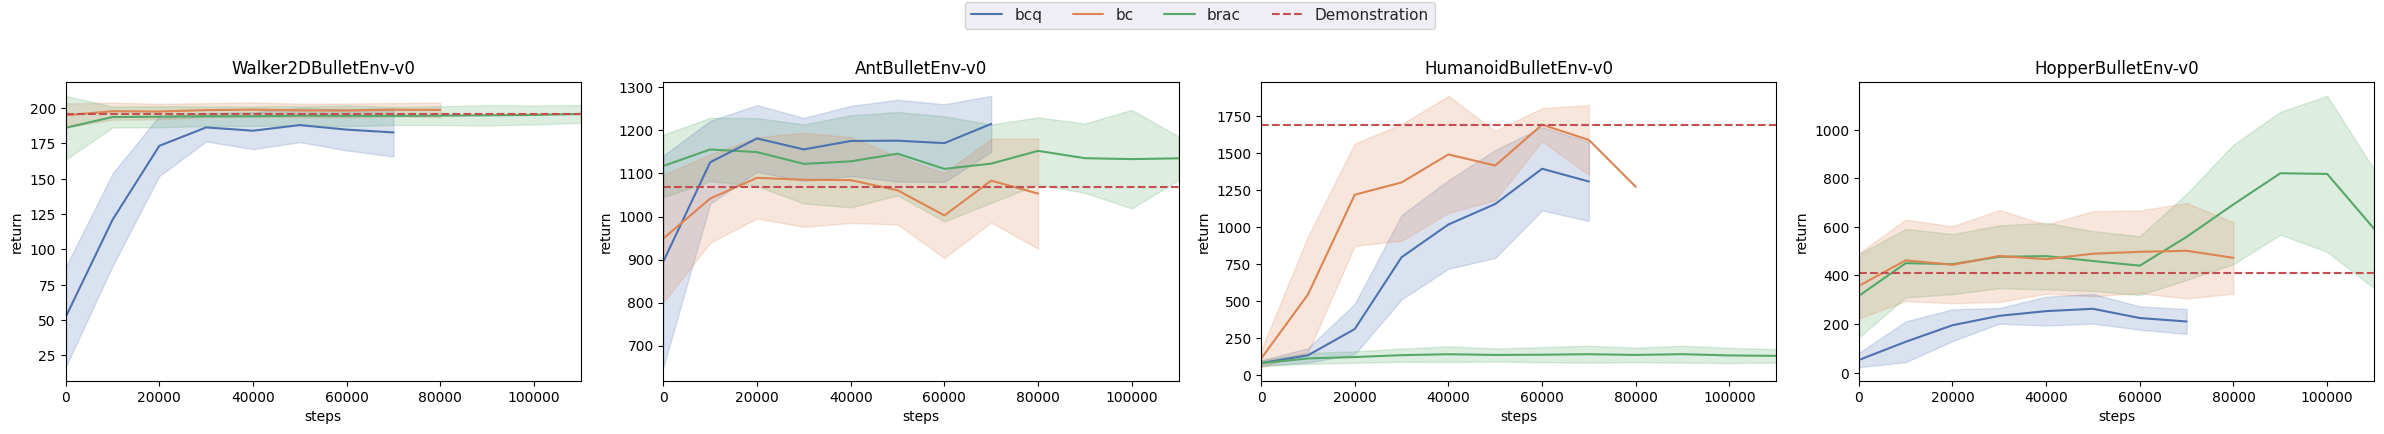 bcq bc brac Demonstration
Walker2DBulletEnv-v0
200
175
150
125
100
75
50
25
return
0 20000 40000 60000 80000 100000
steps
AntBulletEnv-v0
1300
1200
1100
1000
900
800
700
return
0 20000 40000 60000 80000 100000
steps
HumanoidBulletEnv-v0
1750
1500
1250
1000
750
500
250
0
return
0 20000 40000 60000 80000 100000
steps
HopperBulletEnv-v0
1000
800
600
400
200
0
return
0 20000 40000 60000 80000 100000
steps